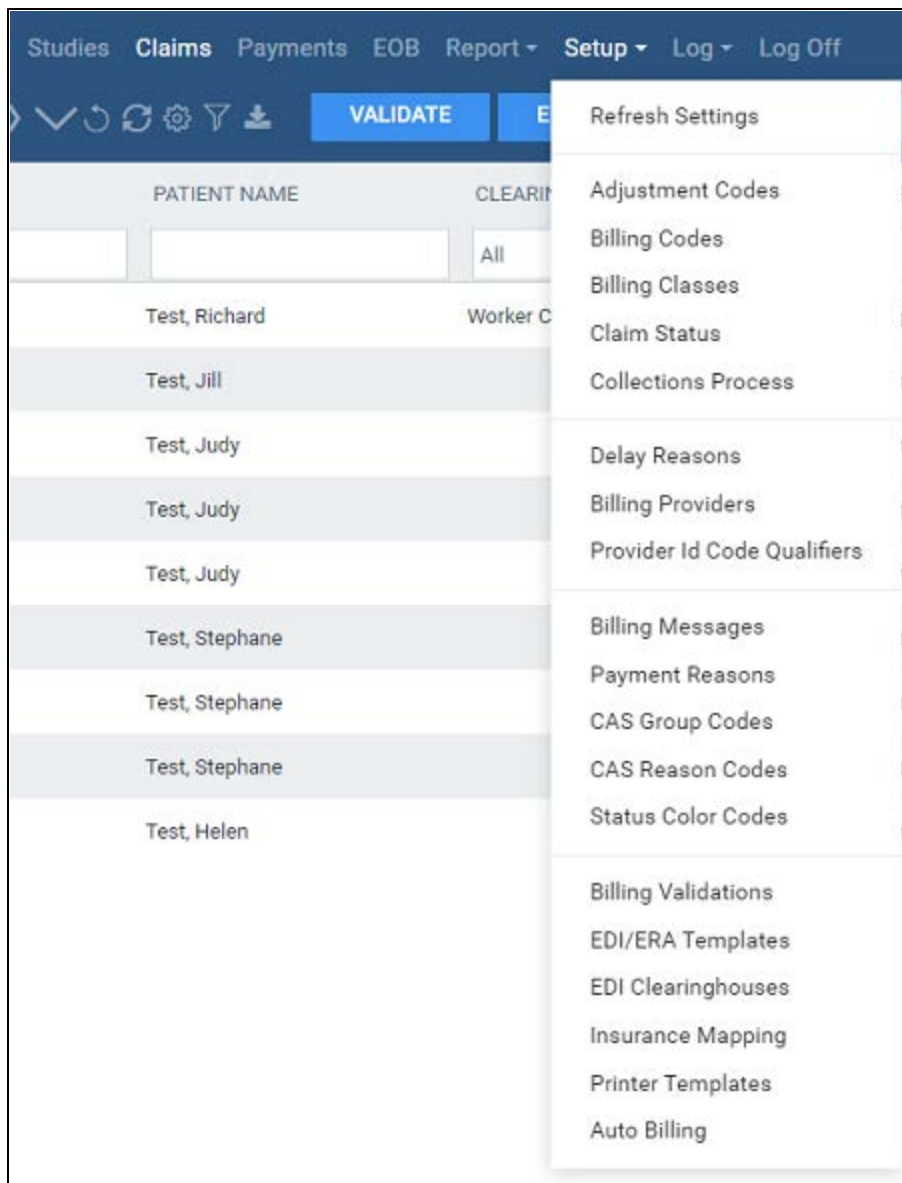 Studies Claims Payments EOB Report Setup Log Log Off
VALIDATE E
PATIENT NAME CLEARIN
All
Test, Richard Worker C
Test, Jill
Test, Judy
Test, Judy
Test, Judy
Test, Stephane
Test, Stephane
Test, Stephane
Test, Helen
Refresh Settings
Adjustment Codes
Billing Codes
Billing Classes
Claim Status
Collections Process
Delay Reasons
Billing Providers
Provider Id Code Qualifiers
Billing Messages
Payment Reasons
CAS Group Codes
CAS Reason Codes
Status Color Codes
Billing Validations
EDI/ERA Templates
EDI Clearinghouses
Insurance Mapping
Printer Templates
Auto Billing